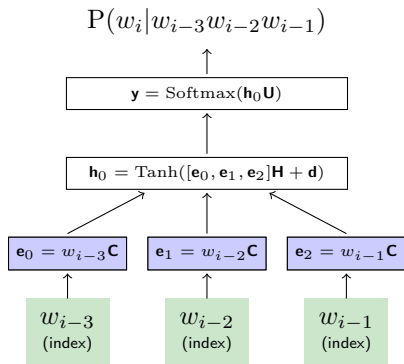 P(w_i|w_{i−3}w_{i−2}w_{i−1})
y = Softmax(h_0U)
h_0 = Tanh([e_0, e_1, e_2]H + d)
e_0 = w_{i−3}C e_1 = w_{i−2}C e_2 = w_{i−1}C
w_{i−3} w_{i−2} w_{i−1}
(index) (index) (index)